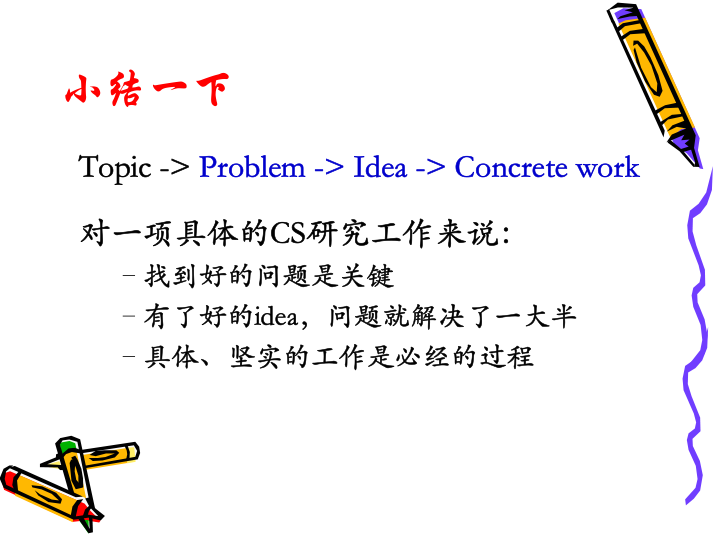 小结一下
Topic -> Problem -> Idea -> Concrete work
对一项具体的CS研究工作来说：
– 找到好的问题是关键
– 有了好的idea，问题就解决了一大半
– 具体、坚实的工作是必经的过程